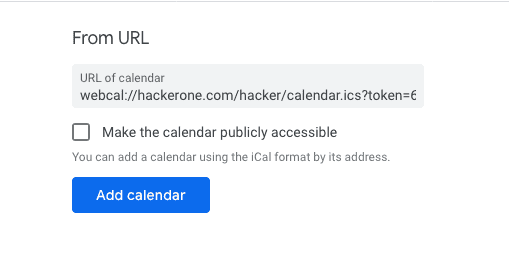 From URL
URL of calendar
webcal://hackerone.com/hacker/calendar.ics?token=6
Make the calendar publicly accessible
You can add a calendar using the iCal format by its address.
Add calendar